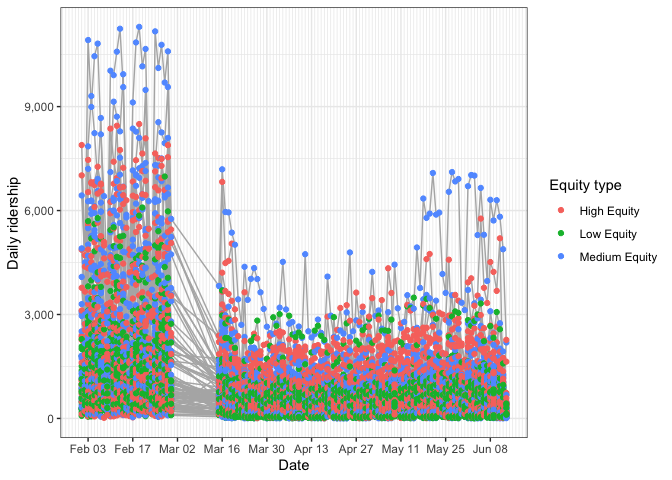 9,000
6,000
3,000
0
Daily ridership
Feb 03 Feb 17 Mar 02 Mar 16 Mar 30 Apr 13 Apr 27 May 11 May 25 Jun 08
Date
Equity type
High Equity
Low Equity
Medium Equity